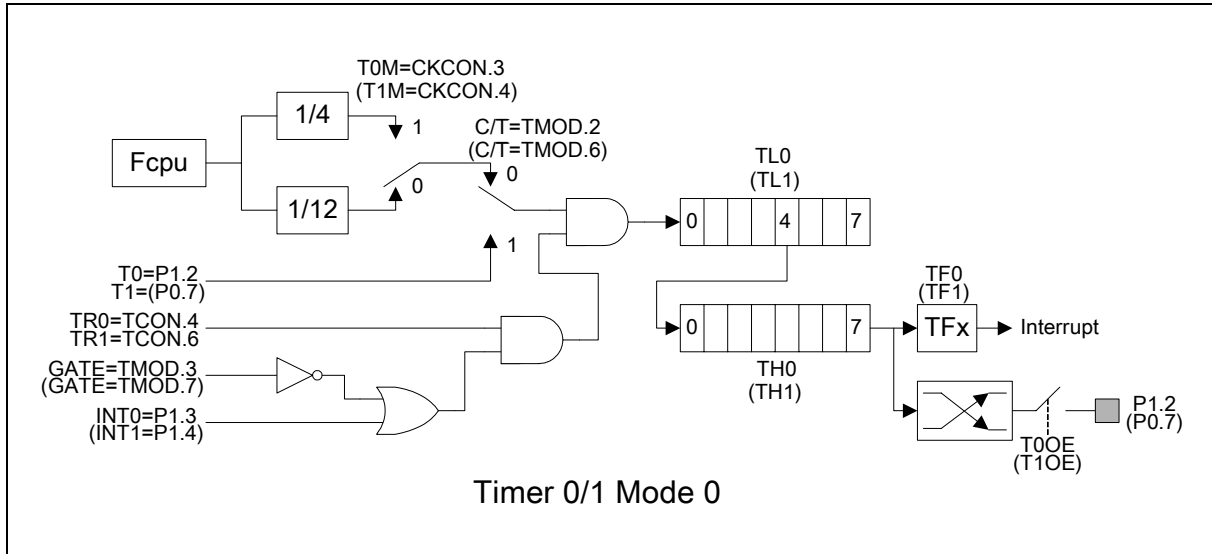 T0M=CKCON.3
(T1M=CKCON.4)
1/4
1
C/T=TMOD.2
(C/T=TMOD.6)
Fcpu
0
0
1/12
TL0
(TL1)
0 4 7
1
T0=P1.2
T1=(P0.7)
TF0
(TF1)
TR0=TCON.4
TR1=TCON.6
0 7
TFx
Interrupt
TH0
(TH1)
GATE=TMOD.3
(GATE=TMOD.7)
INT0=P1.3
(INT1=P1.4)
P1.2
(P0.7)
T0OE
(T1OE)
Timer 0/1 Mode 0